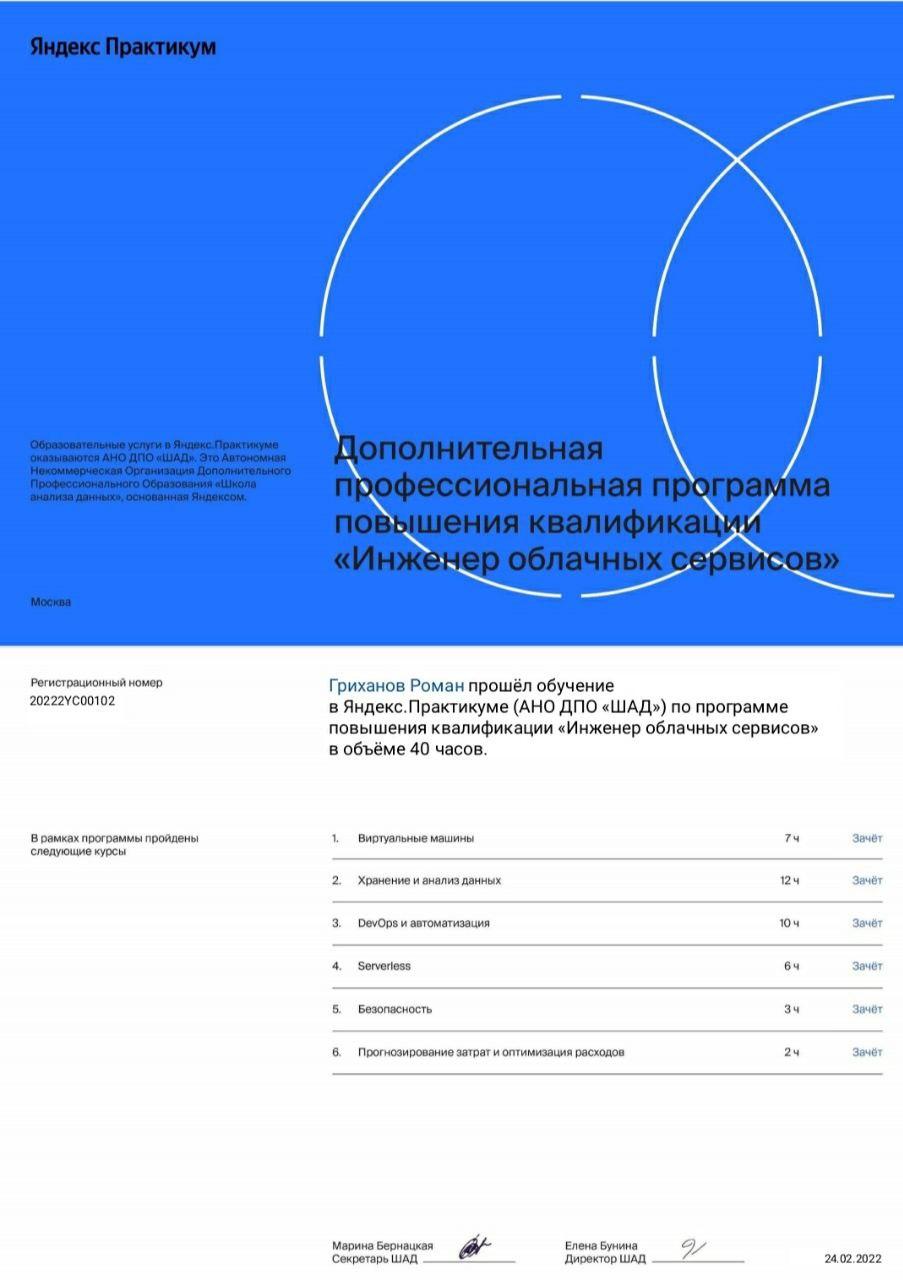 Яндекс Практикум
Образовательные услуги в Яндекс.Практикуме
оказываются АНО ДПО «ШАД». Это Автономная
Некоммерческая Организация Дополнительного
Профессионального Образования «Школа
анализа данных», основанная Яндексом.
Дополнительная
профессиональная программа
повышения квалификации
«Инженер облачных сервисов»
Москва
Регистрационный номер
20222YC00102
Гриханов Роман прошёл обучение
в Яндекс.Практикуме (АНО ДПО «ШАД») по программе
повышения квалификации «Инженер облачных сервисов»
в объёме 40 часов.
В рамках программы пройдены
следующие курсы
1. Виртуальные машины 7 ч Зачёт
2. Хранение и анализ данных 12 ч Зачёт
3. DevOps и автоматизация 10 ч Зачёт
4. Serverless 6 ч Зачёт
5. Безопасность 3 ч Зачёт
6. Прогнозирование затрат и оптимизация расходов 2 ч Зачёт
Марина Бернацкая
Секретарь ШАД
Елена Бунина
Директор ШАД
24.02.2022